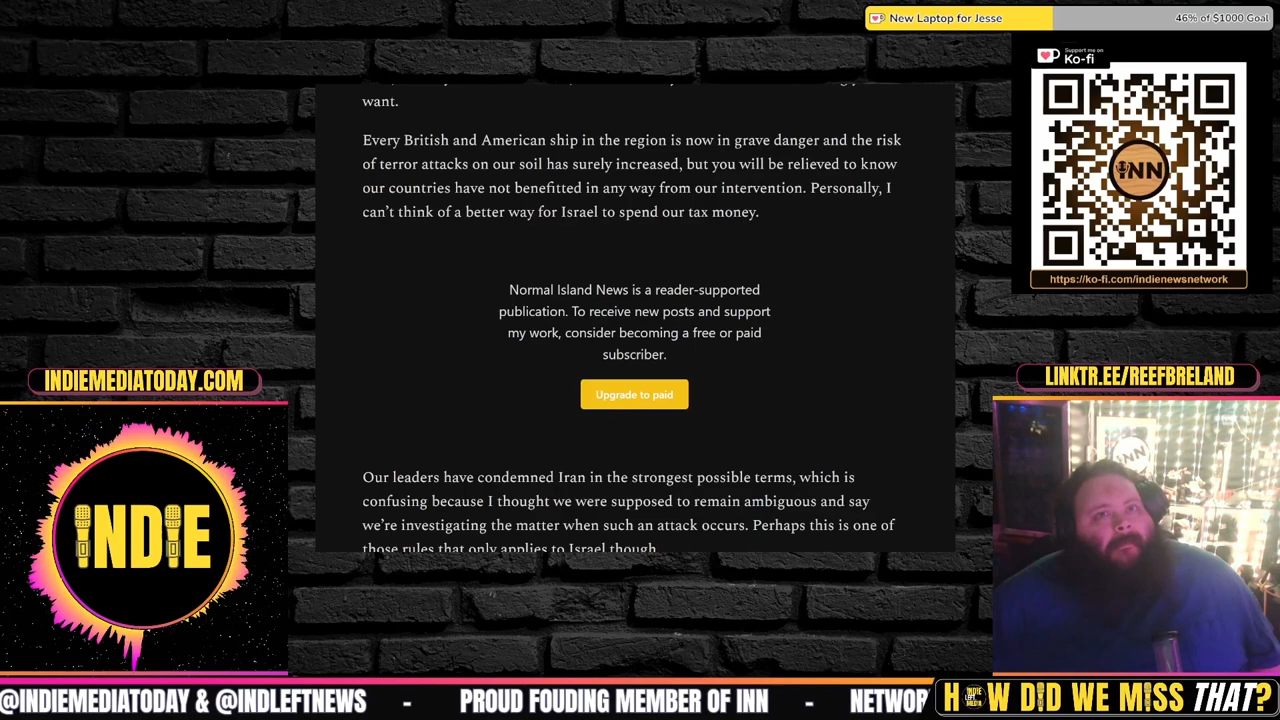 New Laptop for Jesse
46% of $1000 Goal
Support me on
Ko-fi
INN
https://ko-fi.com/indienewsnetwork
want.
Every British and American ship in the region is now in grave danger and the risk
of terror attacks on our soil has surely increased, but you will be relieved to know
our countries have not benefitted in any way from our intervention. Personally, I
can't think of a better way for Israel to spend our tax money.
Normal Island News is a reader-supported
publication. To receive new posts and support
my work, consider becoming a free or paid
subscriber.
Upgrade to paid
Our leaders have condemned Iran in the strongest possible terms, which is
confusing because I thought we were supposed to remain ambiguous and say
we're investigating the matter when such an attack occurs. Perhaps this is one of
those rules that only applies to Israel though.
INDIEMEDIATODAY.COM
INDIE
LINKTR.EE/REEFBRELAND
INN
@INDIEMEDIATODAY & @INDLEFTNEWS - PROUD FOUDING MEMBER OF INN - NETWOR
HOW DID WE MISS THAT?